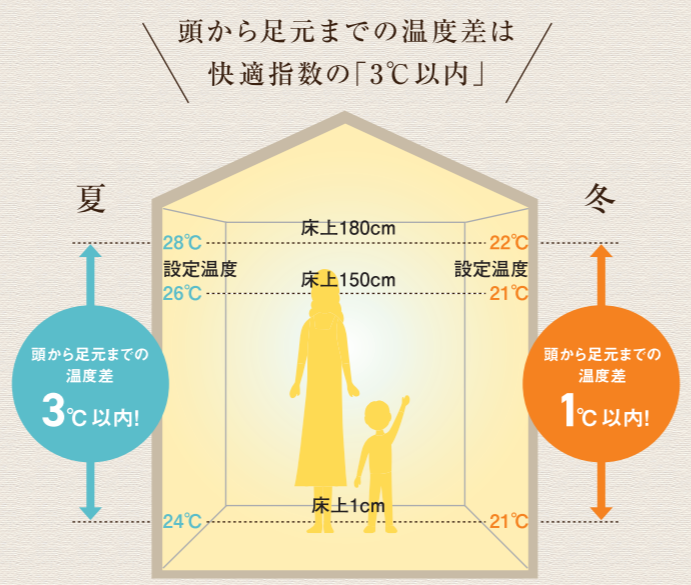 頭から足元までの温度差は
快適指数の「3℃以内」
夏
冬
床上180cm
28℃
22℃
設定温度
床上150cm
設定温度
26℃
21℃
頭から足元までの
温度差
3℃以内!
頭から足元までの
温度差
1℃以内!
床上1cm
24℃
21℃